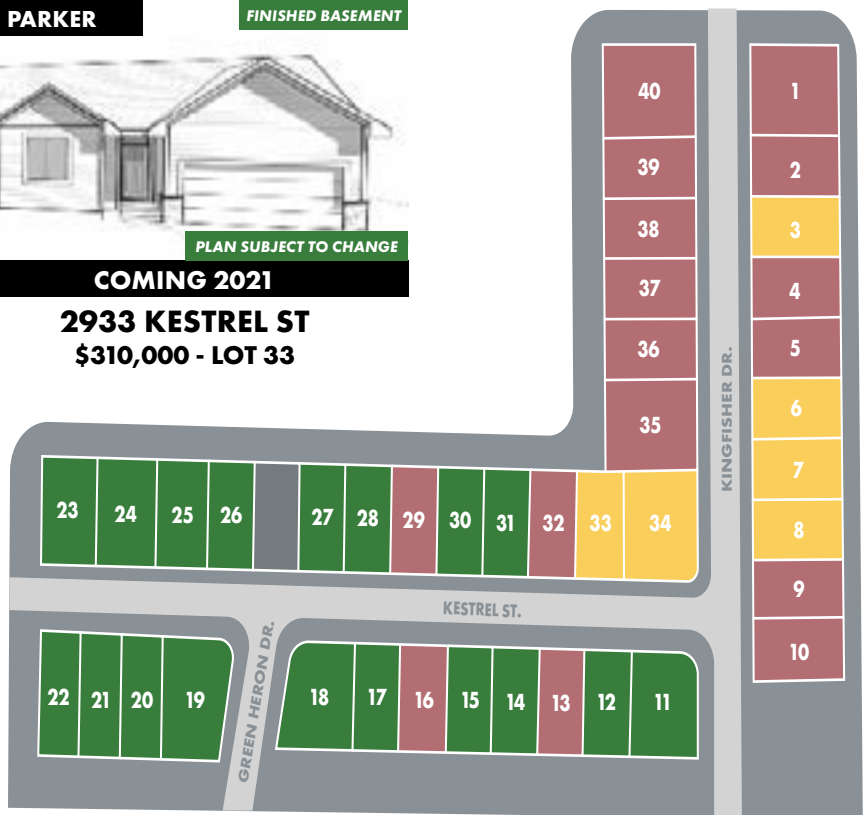 PARKER
FINISHED BASEMENT
PLAN SUBJECT TO CHANGE
COMING 2021
2933 KESTREL ST
$310,000 - LOT 33
40
39
38
37
36
35
1
2
3
4
5
6
7
8
9
10
KINGFISHER DR.
23 24 25 26 27 28 29 30 31 32 33 34
KESTREL ST.
22 21 20 19
GREEN HERON DR.
18 17 16 15 14 13 12 11